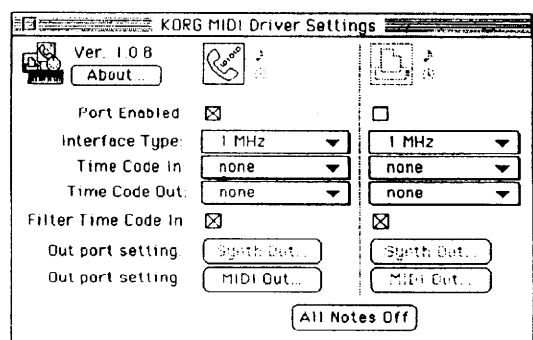 KORG MIDI Driver Settings
Ver. 1.0.8
About...
Port Enabled
Interface Type: 1 MHz 1 MHz
Time Code In: none none
Time Code Out: none none
Filter Time Code In
Out port setting: Synth Out... Synth Out...
Out port setting MIDI Out... MIDI Out...
All Notes Off